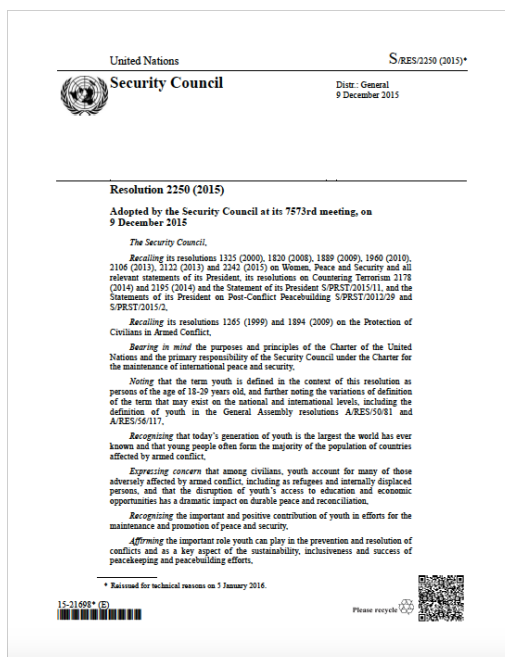 United Nations
S/RES/2250 (2015)*
Security Council
Distr.: General
9 December 2015
Resolution 2250 (2015)
Adopted by the Security Council at its 7573rd meeting, on
9 December 2015
The Security Council,
Recalling its resolutions 1325 (2000), 1820 (2008), 1889 (2009), 1960 (2010),
2106 (2013), 2122 (2013) and 2242 (2015) on Women, Peace and Security and all
relevant statements of its President, its resolutions on Countering Terrorism 2178
(2014) and 2195 (2014) and the Statement of its President S/PRST/2015/11, and the
Statements of its President on Post-Conflict Peacebuilding S/PRST/2012/29 and
S/PRST/2015/2,
Recalling its resolutions 1265 (1999) and 1894 (2009) on the Protection of
Civilians in Armed Conflict,
Bearing in mind the purposes and principles of the Charter of the United
Nations and the primary responsibility of the Security Council under the Charter for
the maintenance of international peace and security,
Noting that the term youth is defined in the context of this resolution as
persons of the age of 18-29 years old, and further noting the variations of definition
of the term that may exist on the national and international levels, including the
definition of youth in the General Assembly resolutions A/RES/50/81 and
A/RES/56/117,
Recognizing that today's generation of youth is the largest the world has ever
known and that young people often form the majority of the population of countries
affected by armed conflict,
Expressing concern that among civilians, youth account for many of those
adversely affected by armed conflict, including as refugees and internally displaced
persons, and that the disruption of youth's access to education and economic
opportunities has a dramatic impact on durable peace and reconciliation,
Recognizing the important and positive contribution of youth in efforts for the
maintenance and promotion of peace and security,
Affirming the important role youth can play in the prevention and resolution of
conflicts and as a key aspect of the sustainability, inclusiveness and success of
peacekeeping and peacebuilding efforts,
* Reissued for technical reasons on 5 January 2016.
15-21698* (E)
Please recycle